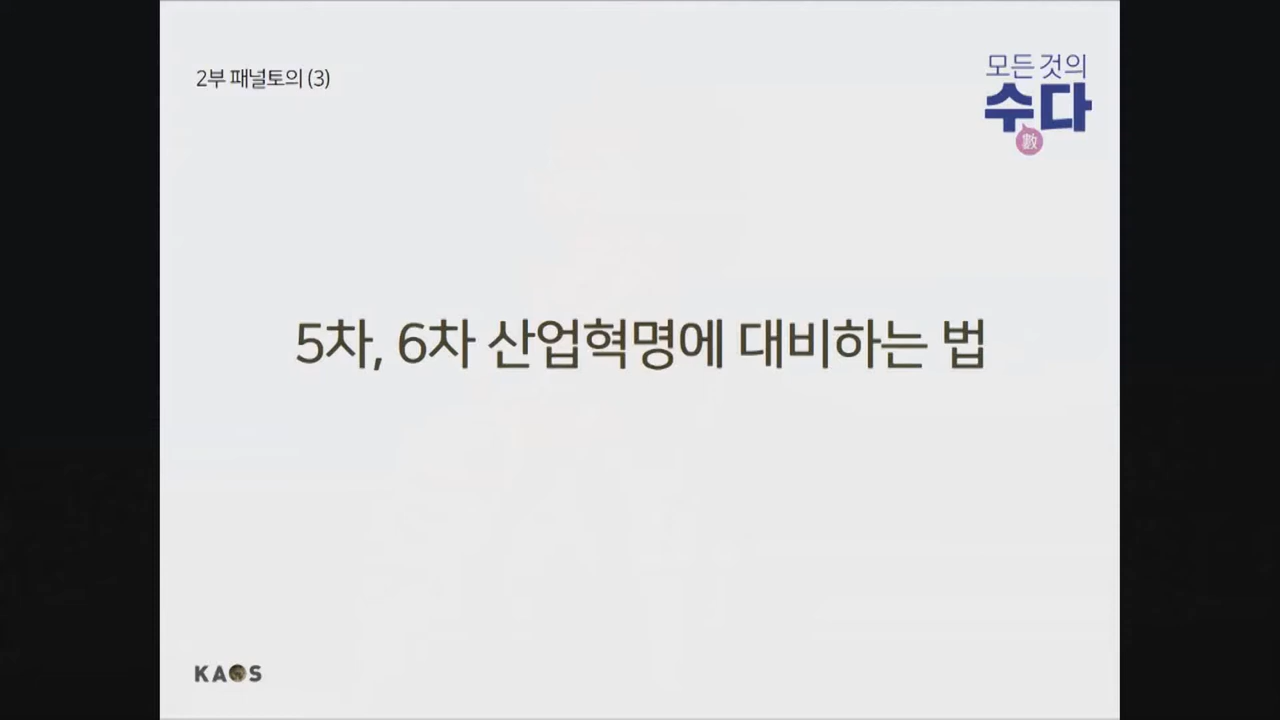 2부 패널토의 (3)
모든 것의
수다
數
5차, 6차 산업혁명에 대비하는 법
KAOS